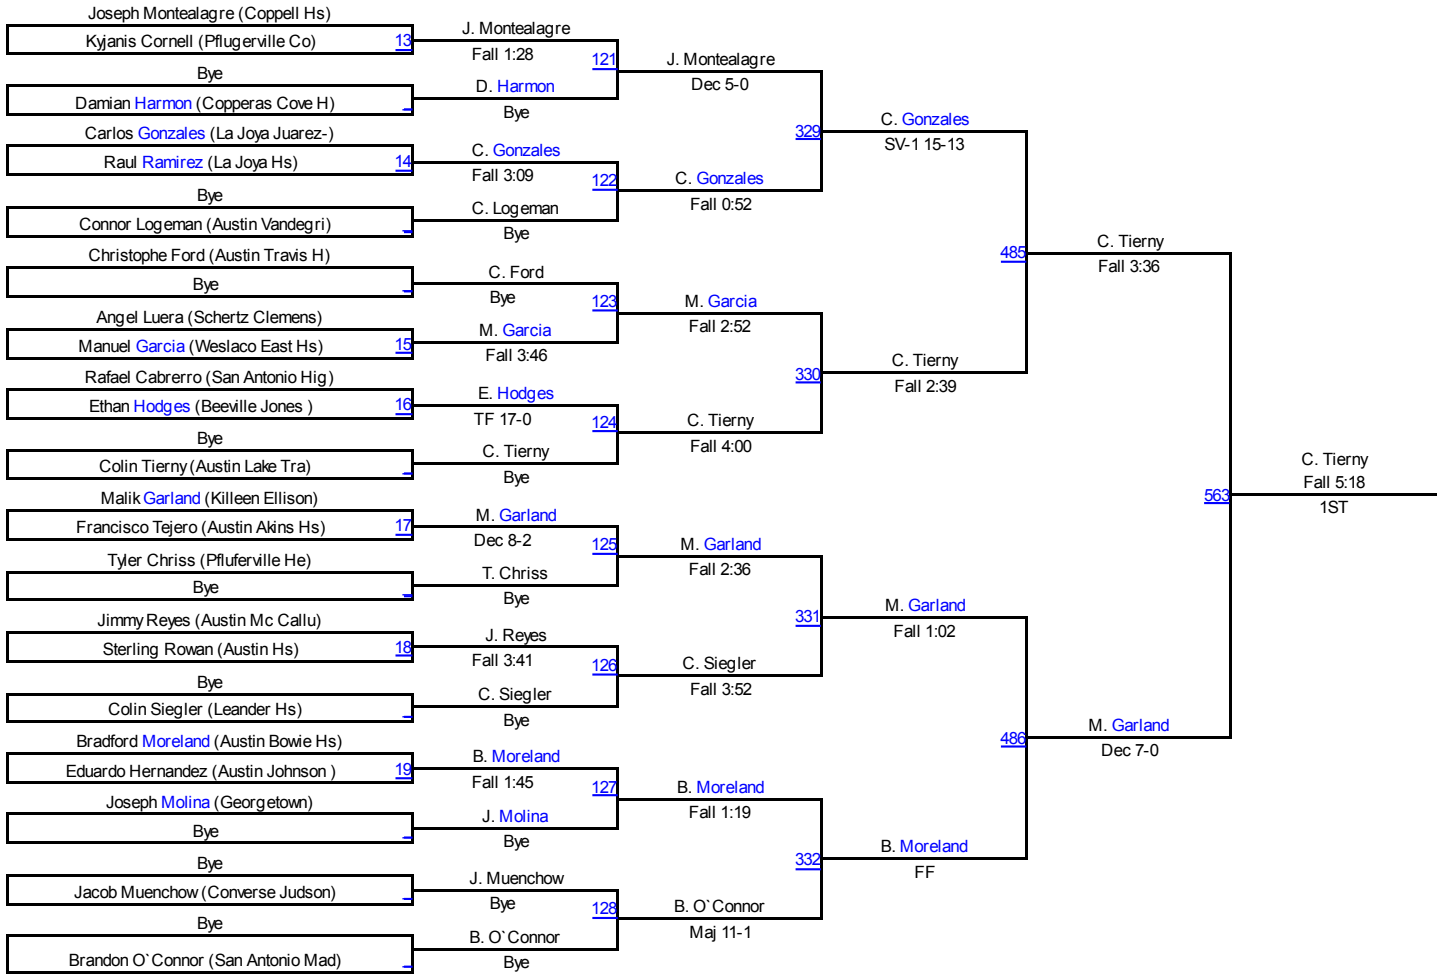 Joseph Montealagre (Coppell Hs)
Kyjanis Cornell (Pflugerville Co) 13
Bye
Damian Harmon (Copperas Cove H)
Carlos Gonzales (La Joya Juarez-)
Raul Ramirez (La Joya Hs) 14
Bye
Connor Logeman (Austin Vandegri)
Christophe Ford (Austin Travis H)
Bye
Angel Luera (Schertz Clemens)
Manuel Garcia (Weslaco East Hs) 15
Rafael Cabrerro (San Antonio Hig)
Ethan Hodges (Beeville Jones ) 16
Bye
Colin Tierny (Austin Lake Tra)
Malik Garland (Killeen Ellison)
Francisco Tejero (Austin Akins Hs) 17
Tyler Chriss (Pfluferville He)
Bye
Jimmy Reyes (Austin Mc Callu)
Sterling Rowan (Austin Hs) 18
Bye
Colin Siegler (Leander Hs)
Bradford Moreland (Austin Bowie Hs)
Eduardo Hernandez (Austin Johnson ) 19
Joseph Molina (Georgetown)
Bye
Bye
Jacob Muenchow (Converse Judson)
Bye
Brandon O`Connor (San Antonio Mad)
J. Montealagre
Fall 1:28
121
D. Harmon
Bye
C. Gonzales
Fall 3:09
122
C. Logeman
Bye
C. Ford
Bye
123
M. Garcia
Fall 3:46
E. Hodges
TF 17-0
124
C. Tierny
Bye
M. Garland
Dec 8-2
125
T. Chriss
Bye
J. Reyes
Fall 3:41
126
C. Siegler
Bye
B. Moreland
Fall 1:45
127
J. Molina
Bye
J. Muenchow
Bye
128
B. O`Connor
Bye
J. Montealagre
Dec 5-0
329
C. Gonzales
Fall 0:52
M. Garcia
Fall 2:52
330
C. Tierny
Fall 4:00
M. Garland
Fall 2:36
331
C. Siegler
Fall 3:52
B. Moreland
Fall 1:19
332
B. O`Connor
Maj 11-1
C. Gonzales
SV-1 15-13
485
C. Tierny
Fall 2:39
M. Garland
Fall 1:02
486
B. Moreland
FF
C. Tierny
Fall 3:36
563
M. Garland
Dec 7-0
C. Tierny
Fall 5:18
1ST